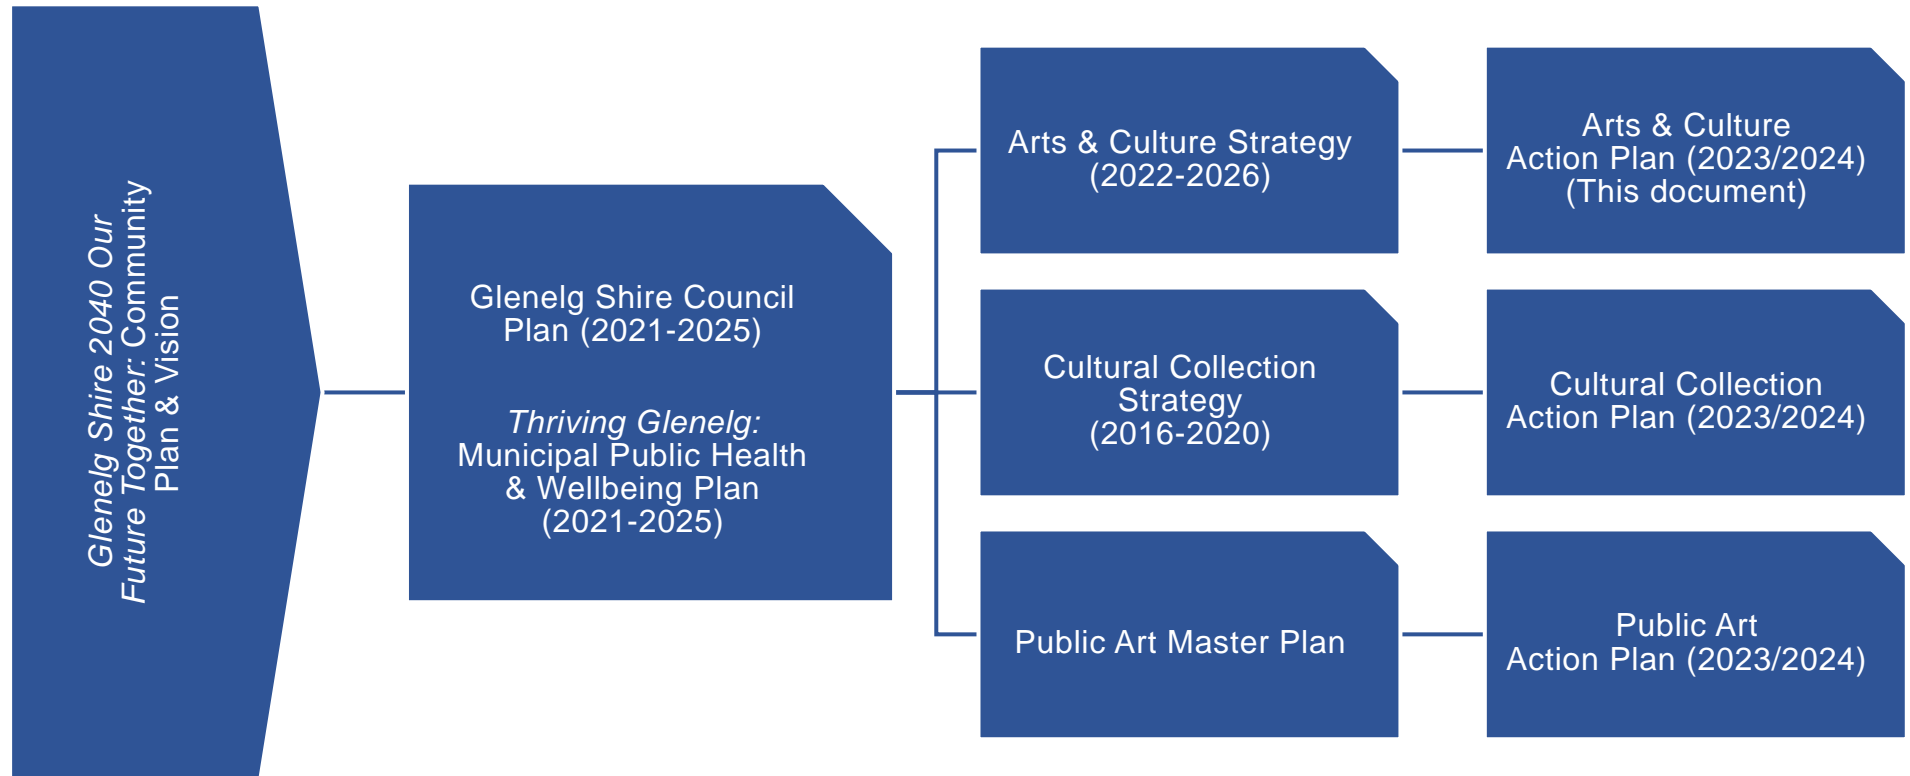 Glenelg Shire 2040 Our
Future Together: Community
Plan & Vision
Glenelg Shire Council
Plan (2021-2025)
Thriving Glenelg:
Municipal Public Health
& Wellbeing Plan
(2021-2025)
Arts & Culture Strategy
(2022-2026)
Arts & Culture
Action Plan (2023/2024)
(This document)
Cultural Collection
Strategy
(2016-2020)
Cultural Collection
Action Plan (2023/2024)
Public Art Master Plan
Public Art
Action Plan (2023/2024)